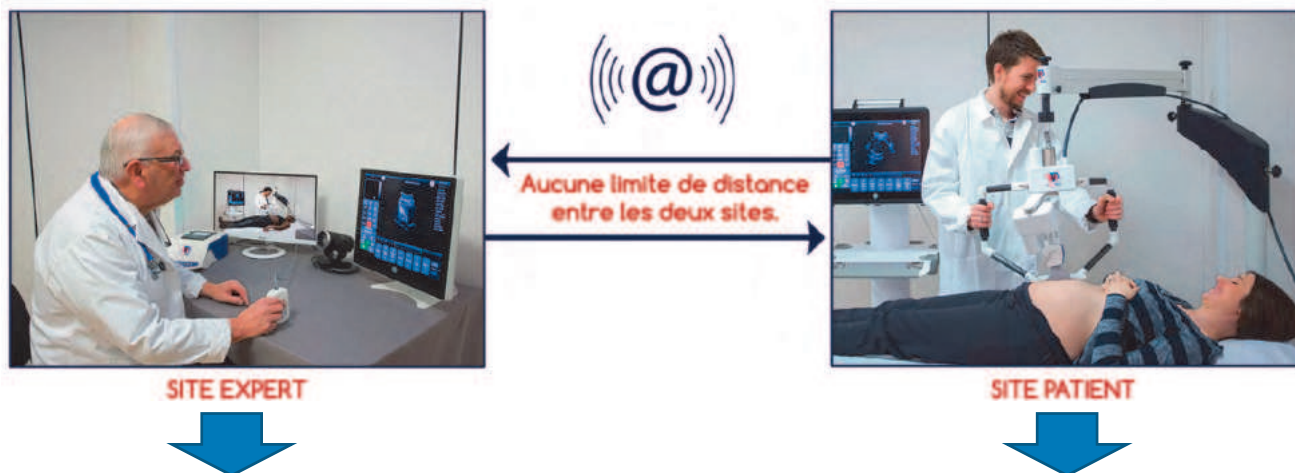 @
Aucune limite de distance
entre les deux sites.
SITE EXPERT
SITE PATIENT